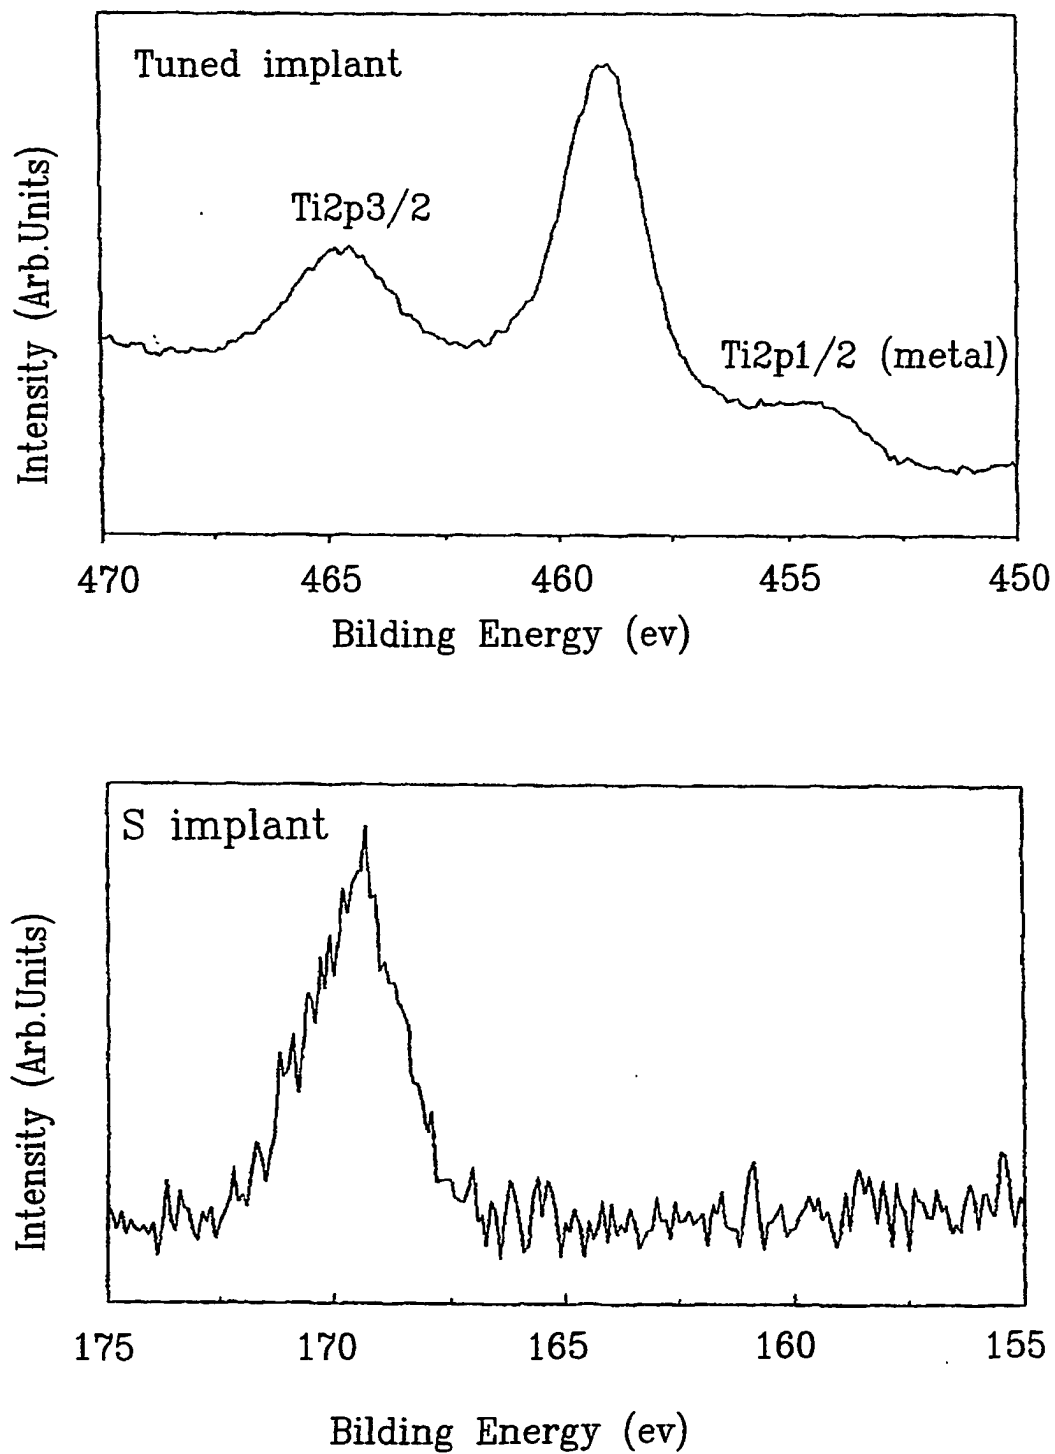 Tuned implant
Ti2p3/2
Ti2p1/2 (metal)
Intensity (Arb.Units)
470 465 460 455 450
Bilding Energy (ev)
S implant
Intensity (Arb.Units)
175 170 165 160 155
Bilding Energy (ev)